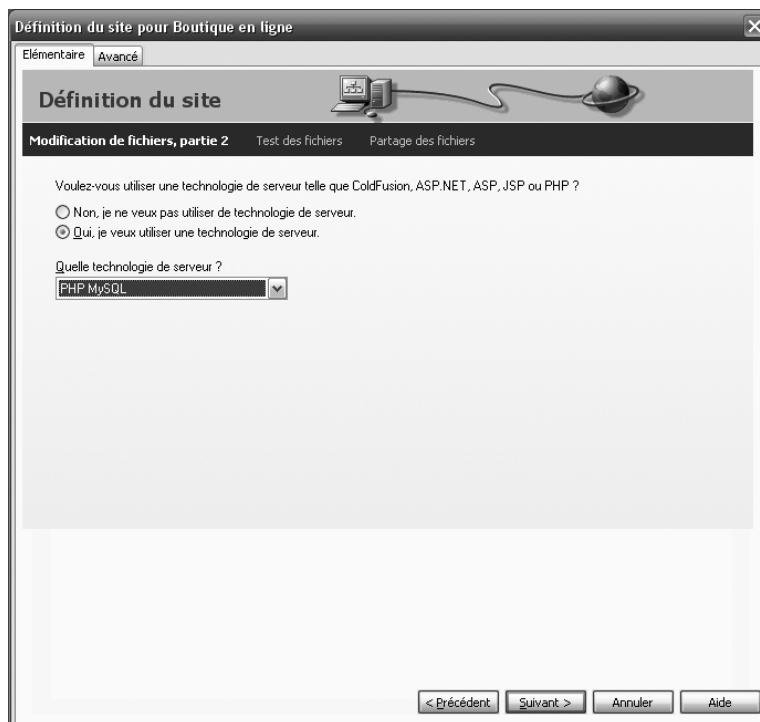 Définition du site pour Boutique en ligne
Elémentaire Avancé
Définition du site
Modification de fichiers, partie 2 Test des fichiers Partage des fichiers
Voulez-vous utiliser une technologie de serveur telle que ColdFusion, ASP.NET, ASP, JSP ou PHP ?
Non, je ne veux pas utiliser de technologie de serveur.
Oui, je veux utiliser une technologie de serveur.
Quelle technologie de serveur ?
PHP MySQL
< Précédent Suivant > Annuler Aide